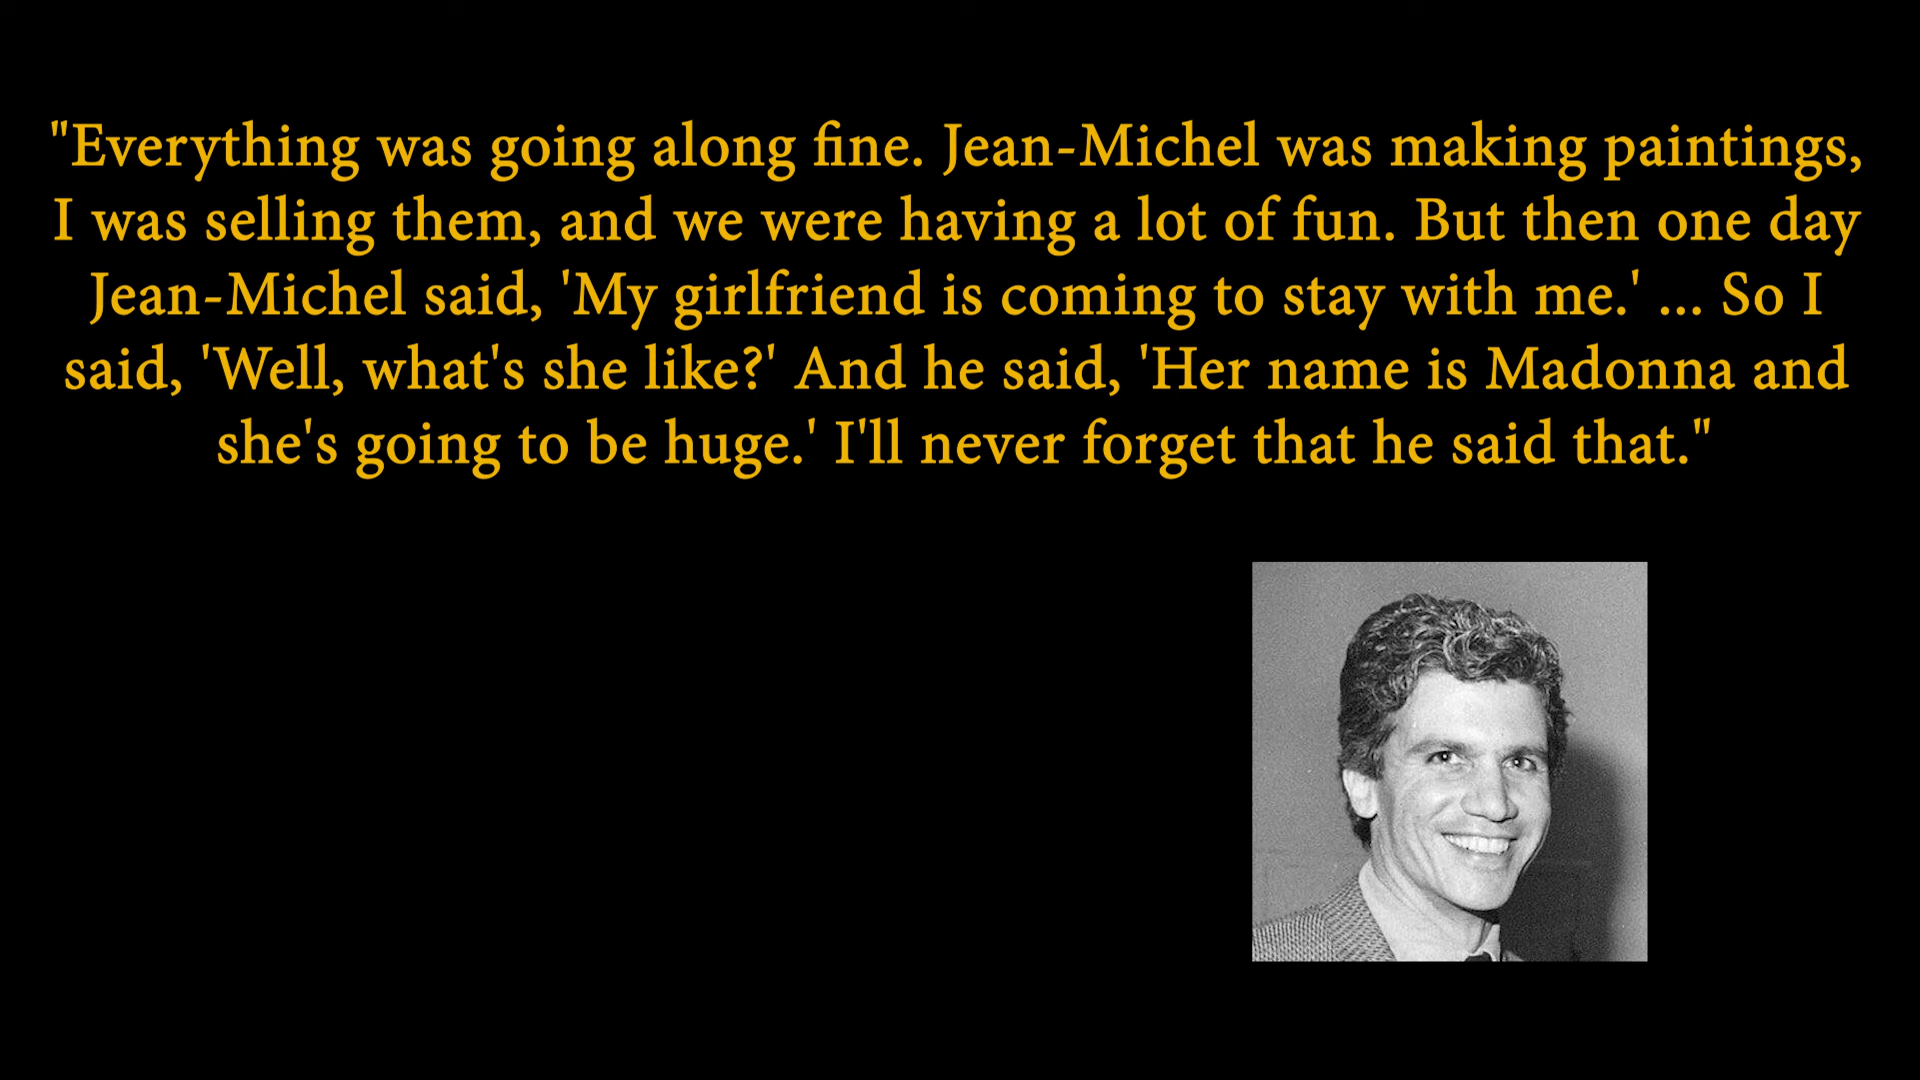 "Everything was going along fine. Jean-Michel was making paintings,
I was selling them, and we were having a lot of fun. But then one day
Jean-Michel said, 'My girlfriend is coming to stay with me.' ... So I
said, 'Well, what's she like?' And he said, 'Her name is Madonna and
she's going to be huge.' I'll never forget that he said that."